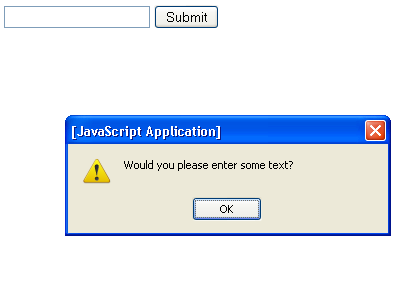 Submit
[JavaScript Application]
Would you please enter some text?
OK